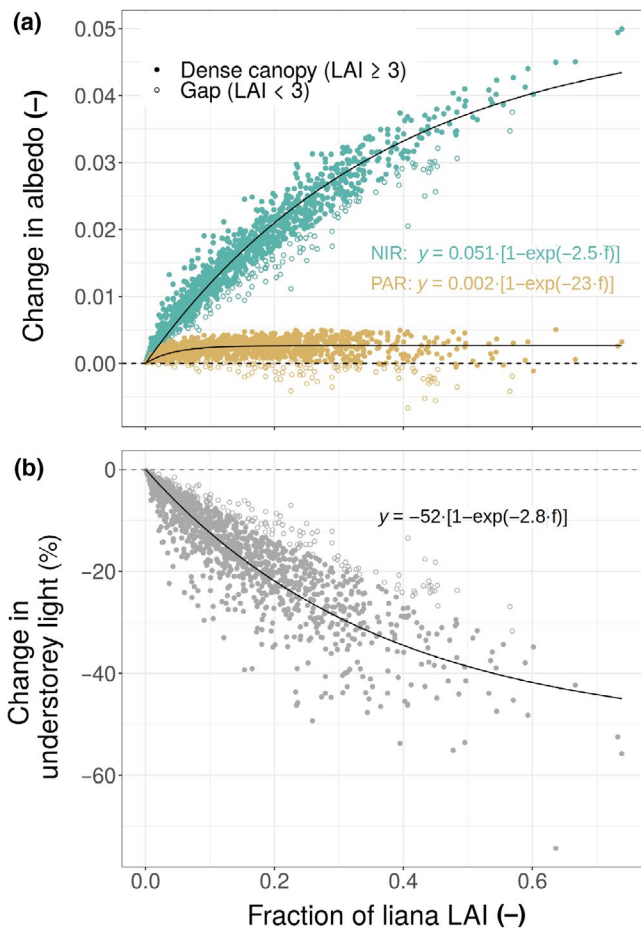 (a)
0.05
0.04
0.03
0.02
0.01
0.00
Change in albedo (–)
Dense canopy (LAI ≥ 3)
Gap (LAI < 3)
NIR: y = 0.051·[1–exp(–2.5·f)]
PAR: y = 0.002·[1–exp(–23·f)]
(b)
0
–20
–40
–60
Change in
understorey light (%)
y = –52·[1–exp(–2.8·f)]
0.0 0.2 0.4 0.6
Fraction of liana LAI (–)